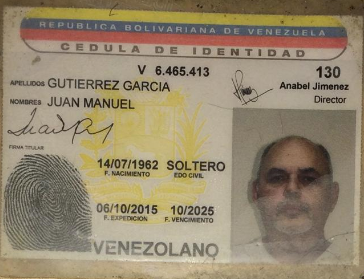 REPUBLICA BOLIVARIANA DE VENEZUELA
CEDULA DE IDENTIDAD
V 6.465.413
130
APELLIDOS GUTIERREZ GARCIA
Anabel Jimenez
Director
NOMBRES JUAN MANUEL
FIRMA TITULAR
14/07/1962 SOLTERO
F. NACIMIENTO EDO CIVIL
06/10/2015 10/2025
F. EXPEDICION F. VENCIMIENTO
VENEZOLANO